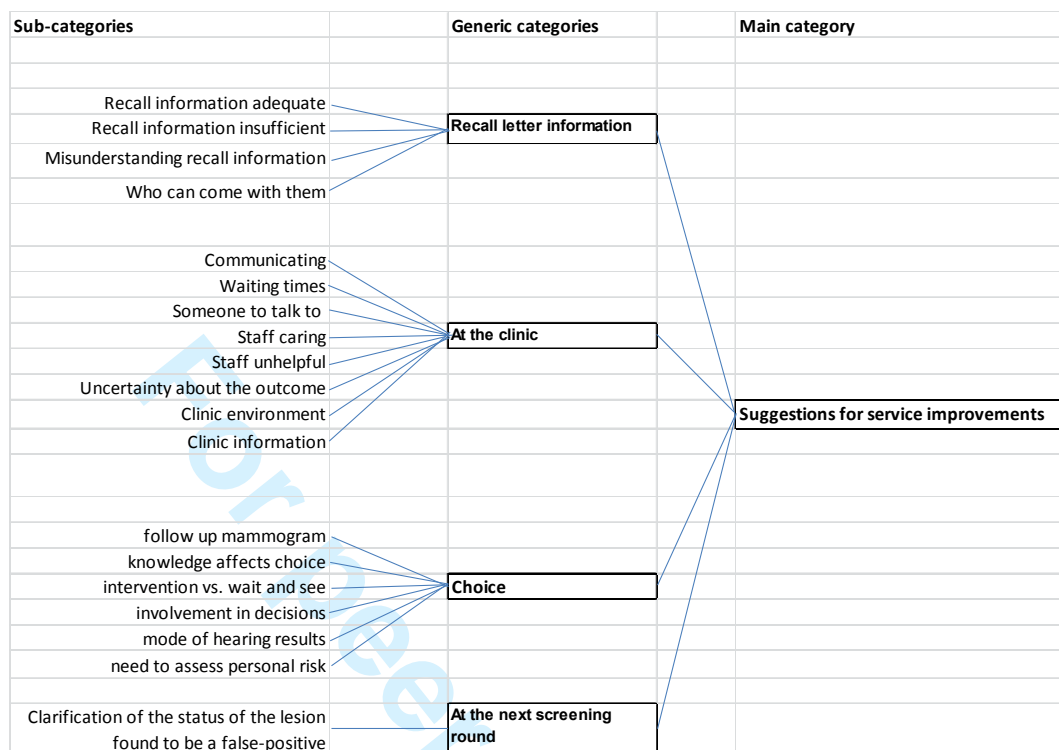 Sub-categories Generic categories Main category
Recall information adequate
Recall information insufficient
Recall letter information
Misunderstanding recall information
Who can come with them
Communicating
Waiting times
Someone to talk to
Staff caring
At the clinic
Staff unhelpful
Uncertainty about the outcome
Clinic environment
Suggestions for service improvements
Clinic information
follow up mammogram
knowledge affects choice
intervention vs. wait and see
Choice
involvement in decisions
mode of hearing results
need to assess personal risk
Clarification of the status of the lesion
found to be a false-positive
At the next screening
round
For peer